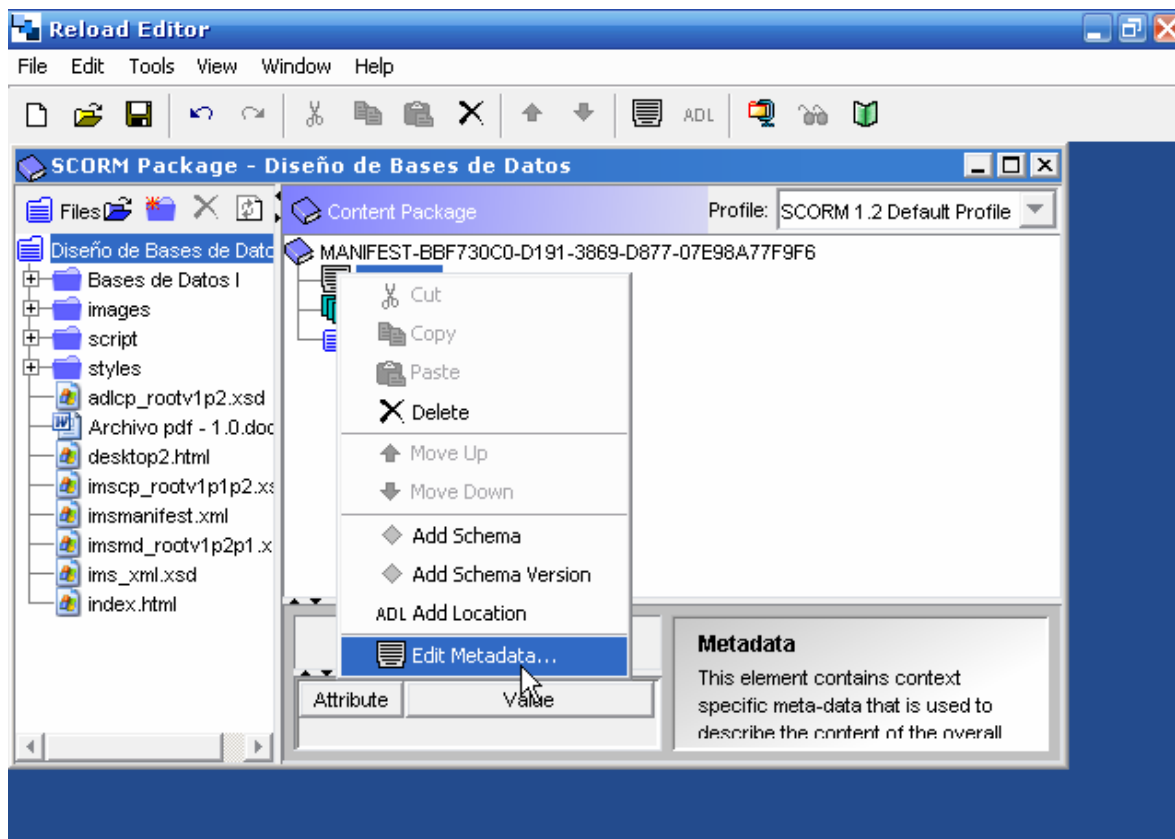 Reload Editor
File Edit Tools View Window Help
ADL
SCORM Package - Diseño de Bases de Datos
Files
Content Package
Profile: SCORM 1.2 Default Profile
Diseño de Bases de Datc
Bases de Datos I
images
script
styles
adlcp_rootv1p2.xsd
Archivo pdf - 1.0.doc
desktop2.html
imscp_rootv1p1p2.xs
imsmanifest.xml
imsmd_rootv1p2p1.x
ims_xml.xsd
index.html
MANIFEST-BBF730C0-D191-3869-D877-07E98A77F9F6
Cut
Copy
Paste
Delete
Move Up
Move Down
Add Schema
Add Schema Version
ADL Add Location
Edit Metadata...
Attribute Value
Metadata
This element contains context
specific meta-data that is used to
describe the content of the overall